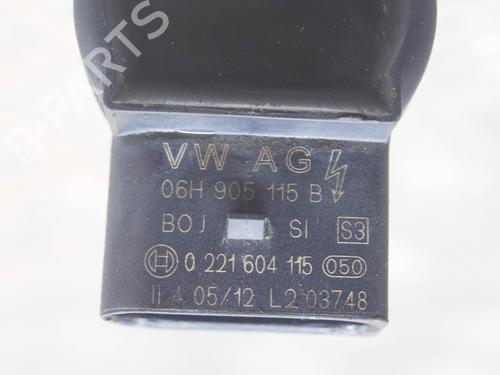 B-PARTS
VW AG
06H 905 115 B
BOJ SI S3
0 221 604 115 050
II 4 05/12 L2 03748